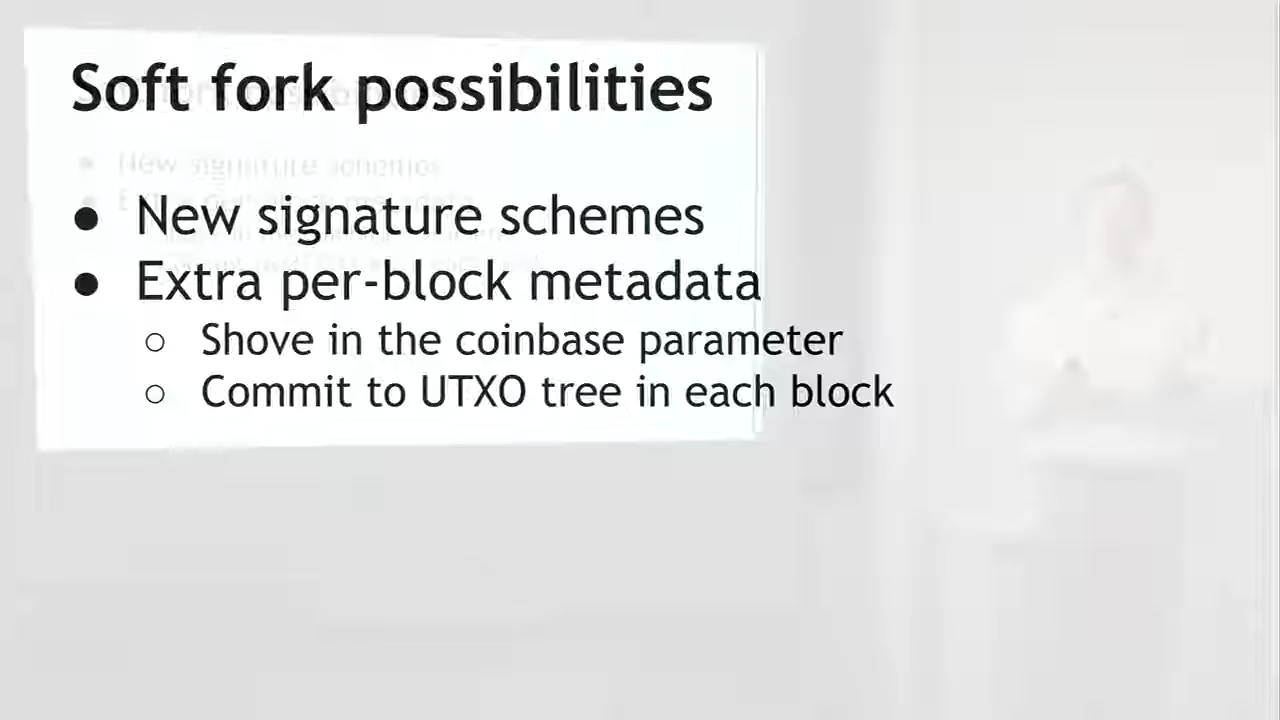 Soft fork possibilities
● New signature schemes
● Extra per-block metadata
○ Shove in the coinbase parameter
○ Commit to UTXO tree in each block